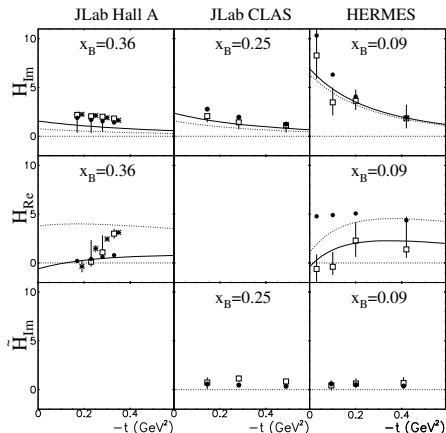 JLab Hall A JLab CLAS HERMES
H_Im
10
5
0
x_B=0.36 x_B=0.25 x_B=0.09
H_Re
10
5
0
x_B=0.36 x_B=0.09
H̃_Im
10
5
0
x_B=0.25 x_B=0.09
0 0.2 0.4 0 0.2 0.4 0 0.2 0.4
−t (GeV²) −t (GeV²) −t (GeV²)